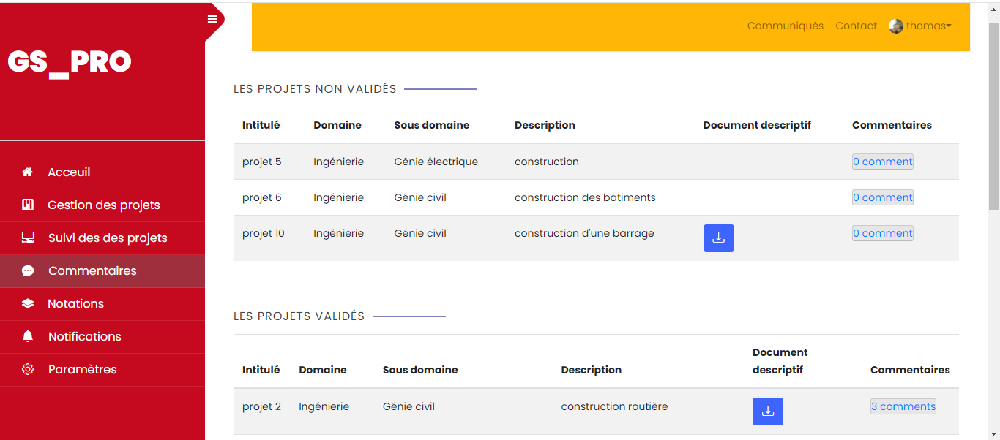 Communiqués Contact thomas
GS_PRO
Acceuil
Gestion des projets
Suivi des des projets
Commentaires
Notations
Notifications
Paramètres
LES PROJETS NON VALIDÉS
Intitulé Domaine Sous domaine Description Document descriptif Commentaires
projet 5 Ingénierie Génie électrique construction 0 comment
projet 6 Ingénierie Génie civil construction des batiments 0 comment
projet 10 Ingénierie Génie civil construction d'une barrage 0 comment
LES PROJETS VALIDÉS
Document
Intitulé Domaine Sous domaine Description descriptif Commentaires
projet 2 Ingénierie Génie civil construction routière 3 comments